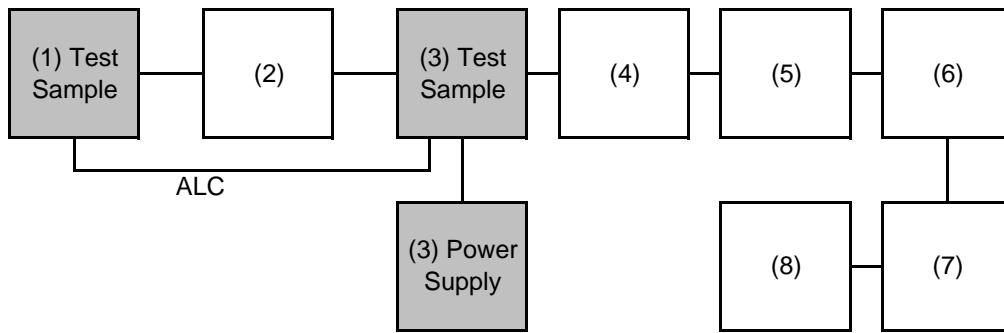 (1) Test
Sample
(2)
(3) Test
Sample
(4)
(5)
(6)
ALC
(3) Power
Supply
(8)
(7)